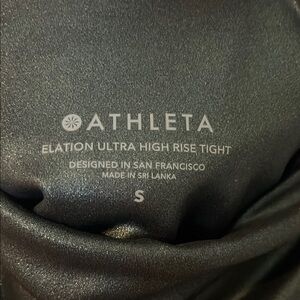 ATHLETA
ELATION ULTRA HIGH RISE TIGHT
DESIGNED IN SAN FRANCISCO
MADE IN SRI LANKA
S